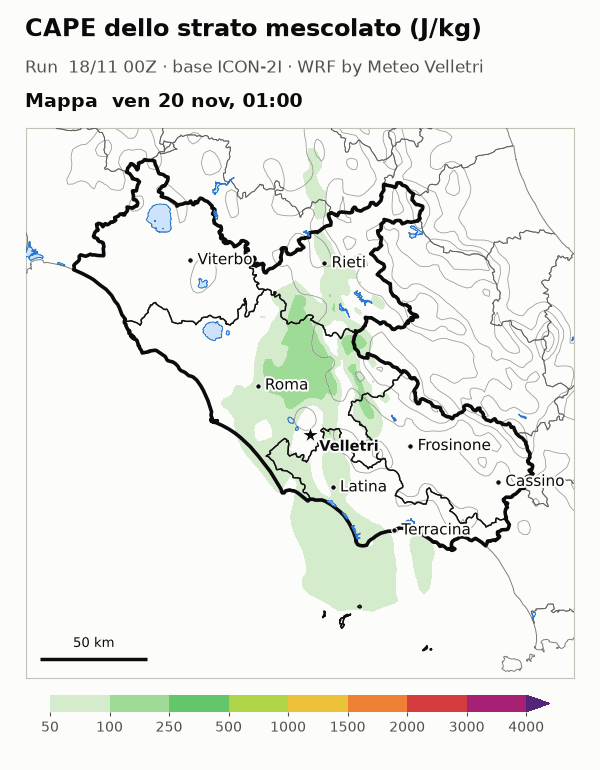 CAPE dello strato mescolato (J/kg)
Run  18/11 00Z · base ICON-2I · WRF by Meteo Velletri
Mappa  ven 20 nov, 01:00
Viterbo
Rieti
Roma
Velletri
Frosinone
Cassino
Latina
Terracina
50 km
50 100 250 500 1000 1500 2000 3000 4000